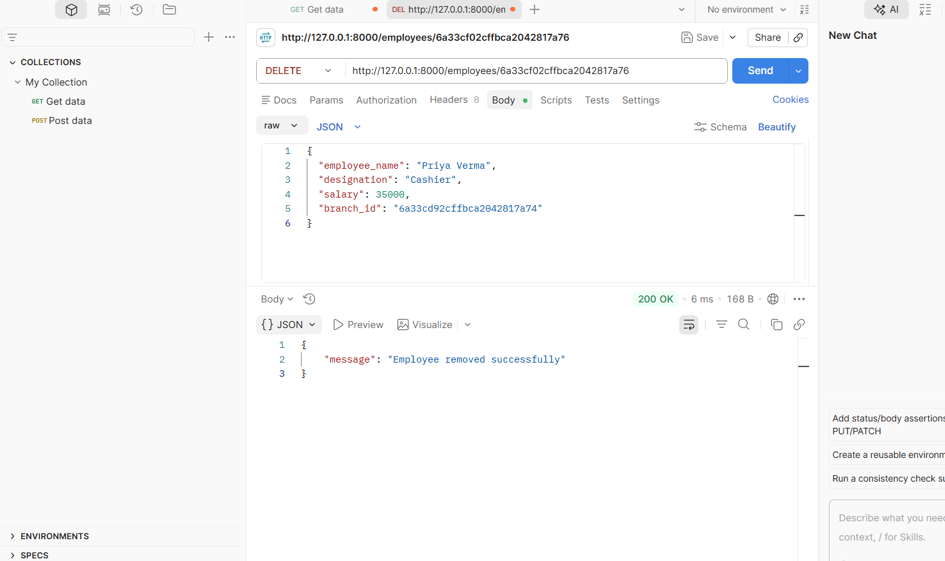 GET Get data
DEL http://127.0.0.1:8000/en
No environment
AI
http://127.0.0.1:8000/employees/6a33cf02cffbca2042817a76
Save
Share
New Chat
COLLECTIONS
My Collection
GET Get data
POST Post data
DELETE
http://127.0.0.1:8000/employees/6a33cf02cffbca2042817a76
Send
Docs Params Authorization Headers 8 Body Scripts Tests Settings Cookies
raw JSON Schema Beautify
1 {
2 "employee_name": "Priya Verma",
3 "designation": "Cashier",
4 "salary": 35000,
5 "branch_id": "6a33cd92cffbca2042817a74"
6 }
Body 200 OK • 6 ms • 168 B
{} JSON Preview Visualize
1 {
2 "message": "Employee removed successfully"
3 }
Add status/body assertions
PUT/PATCH
Create a reusable environm
Run a consistency check su
Describe what you need
context, / for Skills.
ENVIRONMENTS
SPECS